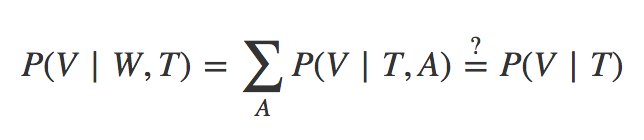 P(V | W, T) = ∑_A P(V | T, A) ≟ P(V | T)